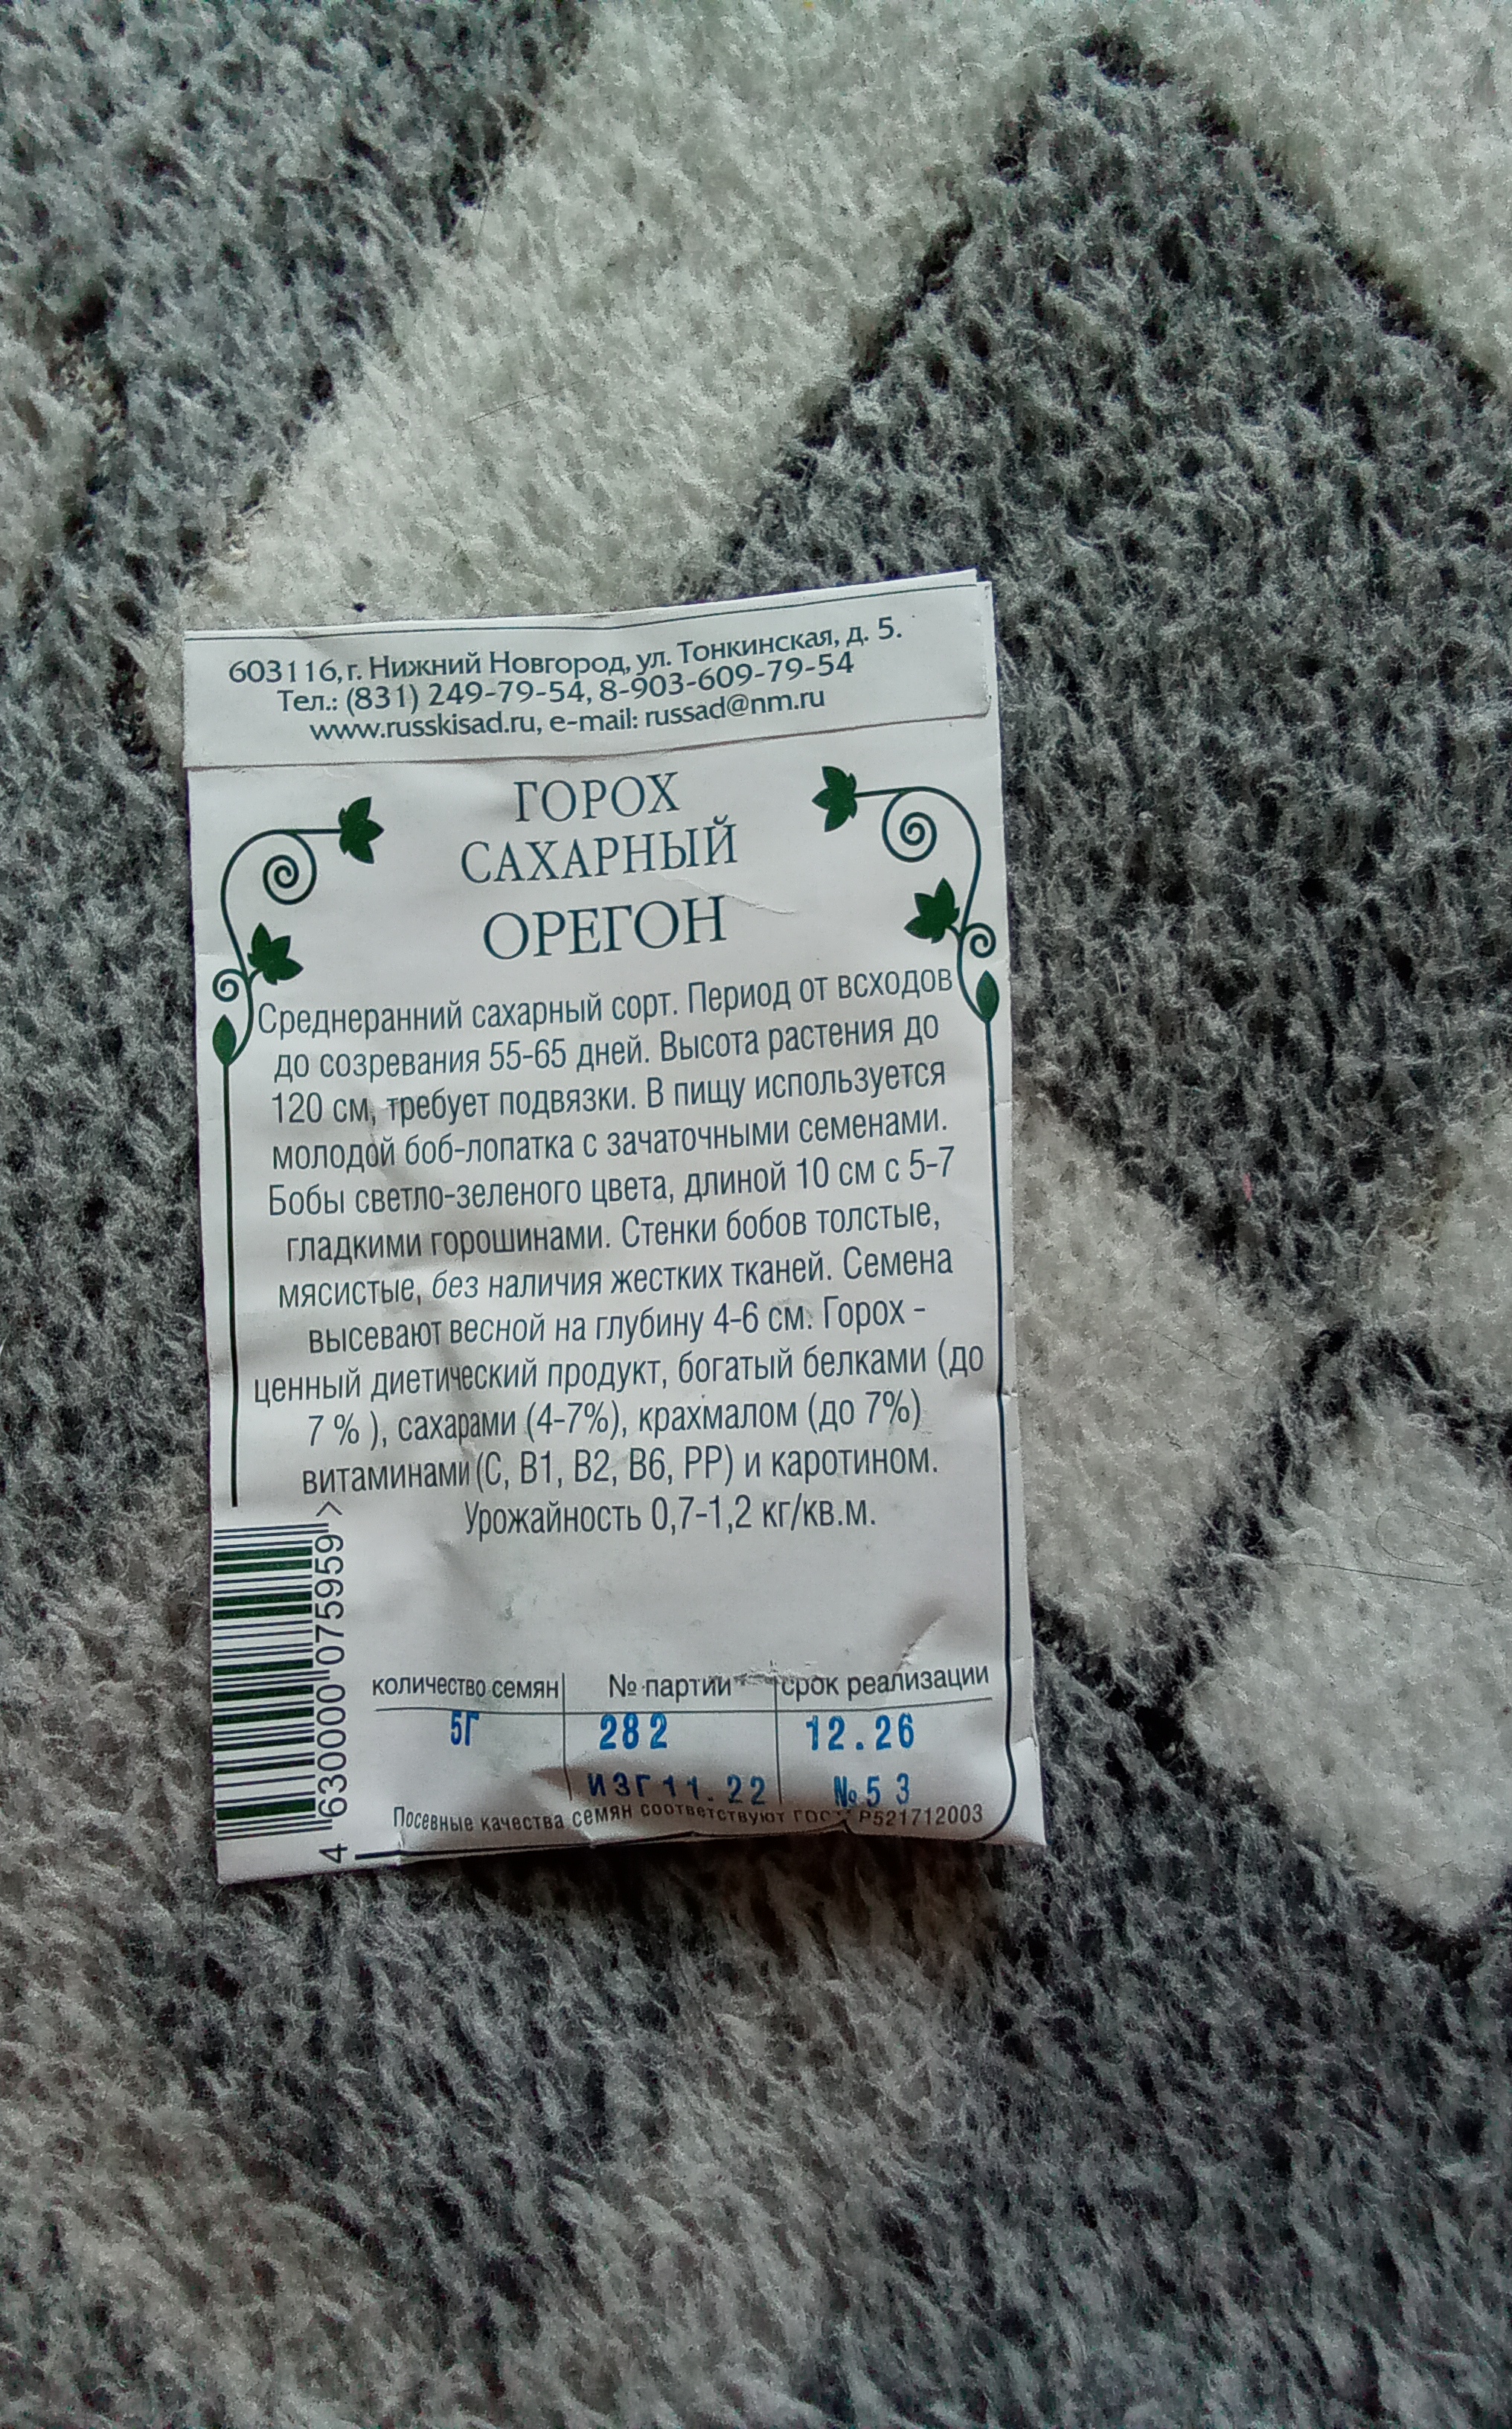 603116, г. Нижний Новгород, ул. Тонкинская, д. 5.
Тел.: (831) 249-79-54, 8-903-609-79-54
www.russkisad.ru, e-mail: russad@nm.ru
ГОРОХ
САХАРНЫЙ
ОРЕГОН
Среднеранний сахарный сорт. Период от всходов
до созревания 55-65 дней. Высота растения до
120 см, требует подвязки. В пищу используется
молодой боб-лопатка с зачаточными семенами.
Бобы светло-зеленого цвета, длиной 10 см с 5-7
гладкими горошинами. Стенки бобов толстые,
мясистые, без наличия жестких тканей. Семена
высевают весной на глубину 4-6 см. Горох -
ценный диетический продукт, богатый белками (до
7 % ), сахарами (4-7%), крахмалом (до 7%)
витаминами (С, В1, В2, В6, РР) и каротином.
Урожайность 0,7-1,2 кг/кв.м.
4 630000 075959 >
количество семян № партии срок реализации
5Г 282 12.26
ИЗГ 11.22 №53
Посевные качества семян соответствуют ГОСТ Р521712003